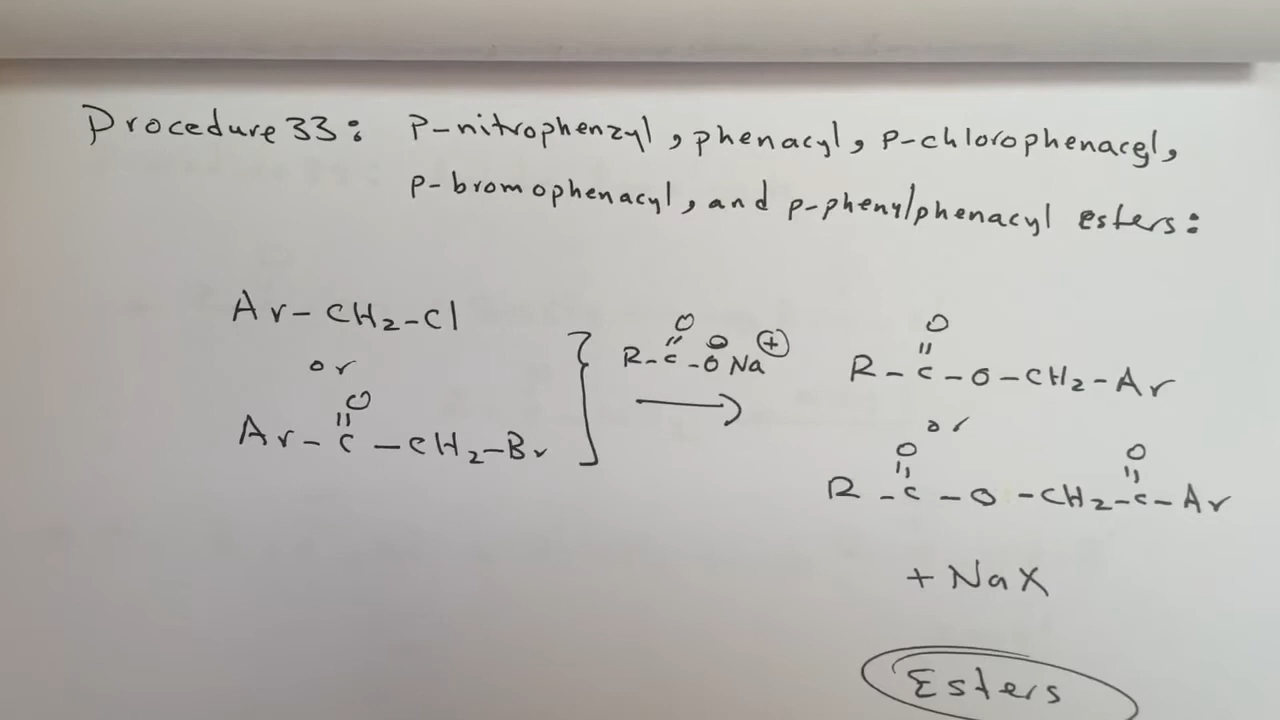 Procedure 33: P-nitrophenzyl, phenacyl, p-chlorophenacel,
p-bromophenacyl, and p-phenylphenacyl esters:
Ar-CH2-Cl
or
O
Ar-C-CH2-Br
O
R-C-O Na +
O
R-C-O-CH2-Ar
or
O O
R-C-O-CH2-C-Ar
+ NaX
Esters